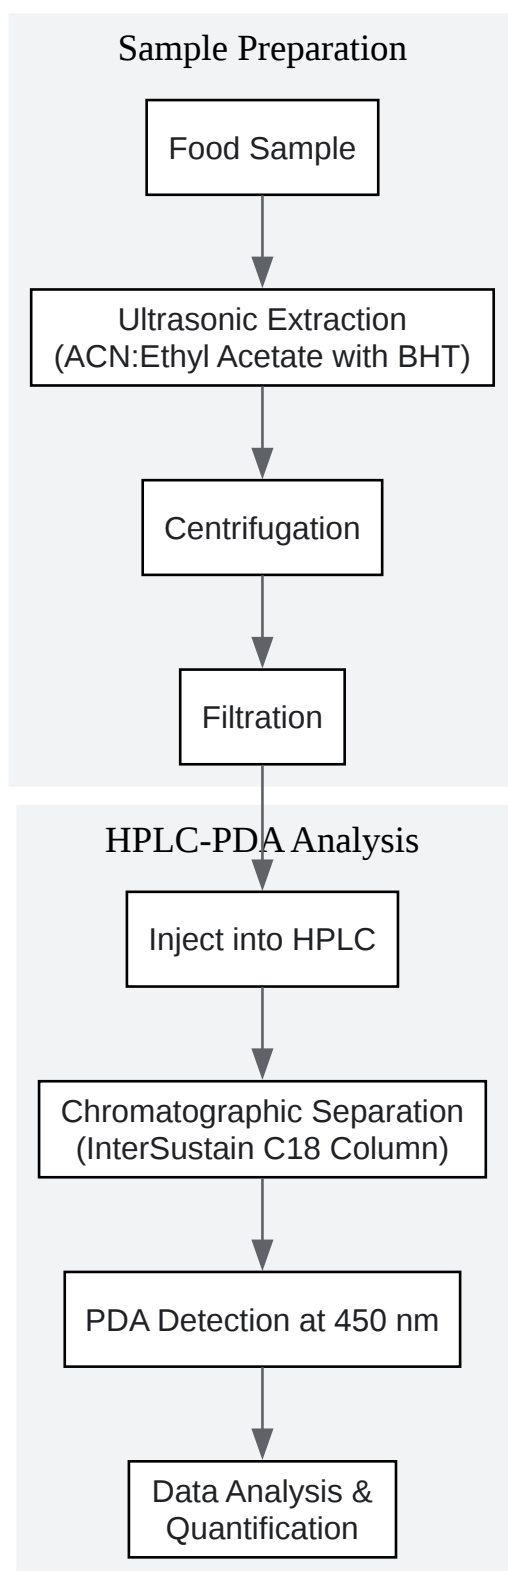 Sample Preparation
Food Sample
Ultrasonic Extraction
(ACN:Ethyl Acetate with BHT)
Centrifugation
Filtration
HPLC-PDA Analysis
Inject into HPLC
Chromatographic Separation
(InterSustain C18 Column)
PDA Detection at 450 nm
Data Analysis &
Quantification